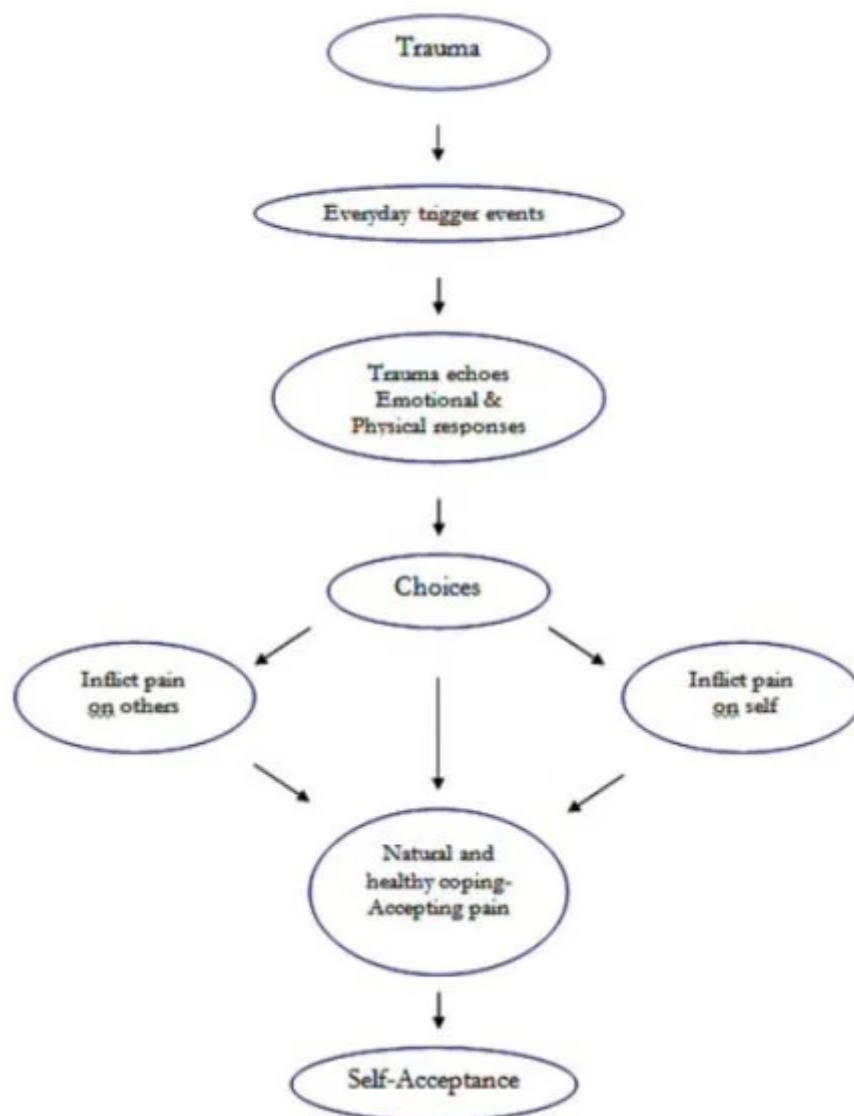 Trauma
Everyday trigger events
Trauma echoes
Emotional &
Physical responses
Choices
Inflict pain
on others
Inflict pain
on self
Natural and
healthy coping-
Accepting pain
Self-Acceptance